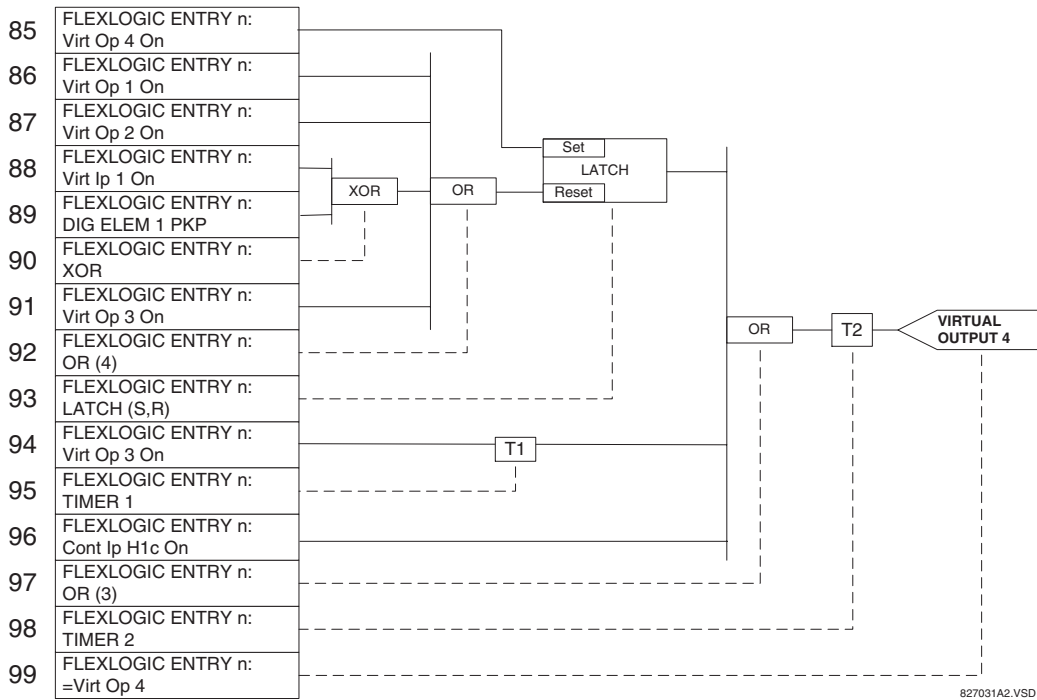 85
FLEXLOGIC ENTRY n:
Virt Op 4 On
86
FLEXLOGIC ENTRY n:
Virt Op 1 On
87
FLEXLOGIC ENTRY n:
Virt Op 2 On
88
FLEXLOGIC ENTRY n:
Virt Ip 1 On
89
FLEXLOGIC ENTRY n:
DIG ELEM 1 PKP
90
FLEXLOGIC ENTRY n:
XOR
91
FLEXLOGIC ENTRY n:
Virt Op 3 On
92
FLEXLOGIC ENTRY n:
OR (4)
93
FLEXLOGIC ENTRY n:
LATCH (S,R)
94
FLEXLOGIC ENTRY n:
Virt Op 3 On
95
FLEXLOGIC ENTRY n:
TIMER 1
96
FLEXLOGIC ENTRY n:
Cont Ip H1c On
97
FLEXLOGIC ENTRY n:
OR (3)
98
FLEXLOGIC ENTRY n:
TIMER 2
99
FLEXLOGIC ENTRY n:
=Virt Op 4
XOR
OR
Set
LATCH
Reset
T1
OR
T2
VIRTUAL
OUTPUT 4
827031A2.VSD